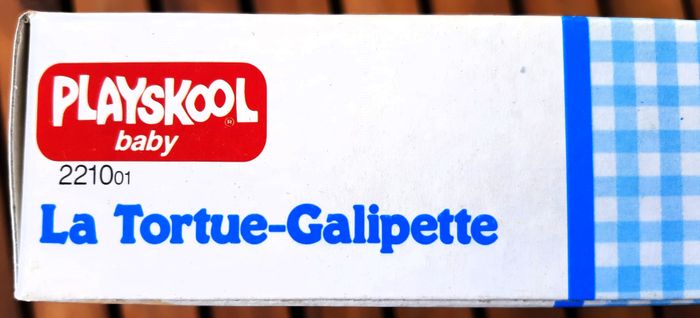 PLAYSKOOL®
baby
221001
La Tortue-Galipette